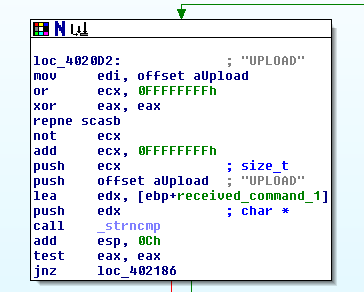 loc_4020D2: ; "UPLOAD"
mov edi, offset aUpload
or ecx, 0FFFFFFFFh
xor eax, eax
repne scasb
not ecx
add ecx, 0FFFFFFFFh
push ecx ; size_t
push offset aUpload ; "UPLOAD"
lea edx, [ebp+received_command_1]
push edx ; char *
call _strncmp
add esp, 0Ch
test eax, eax
jnz loc_402186